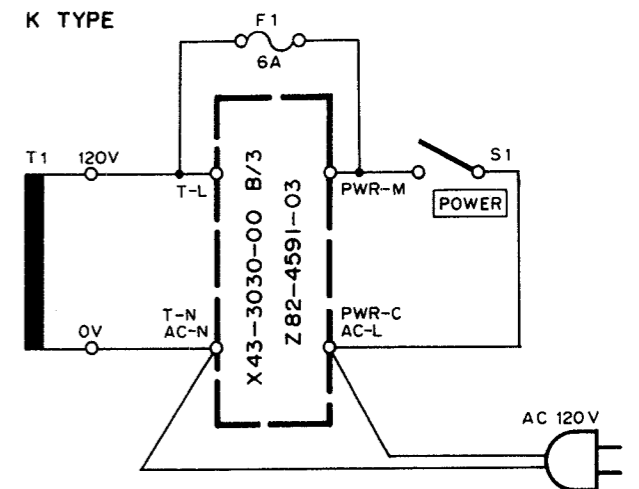 K TYPE
F1
6A
T1
120V
T-L
X43-3030-00 B/3
Z82-4591-03
PWR-M
S1
POWER
T-N
AC-N
0V
PWR-C
AC-L
AC 120V